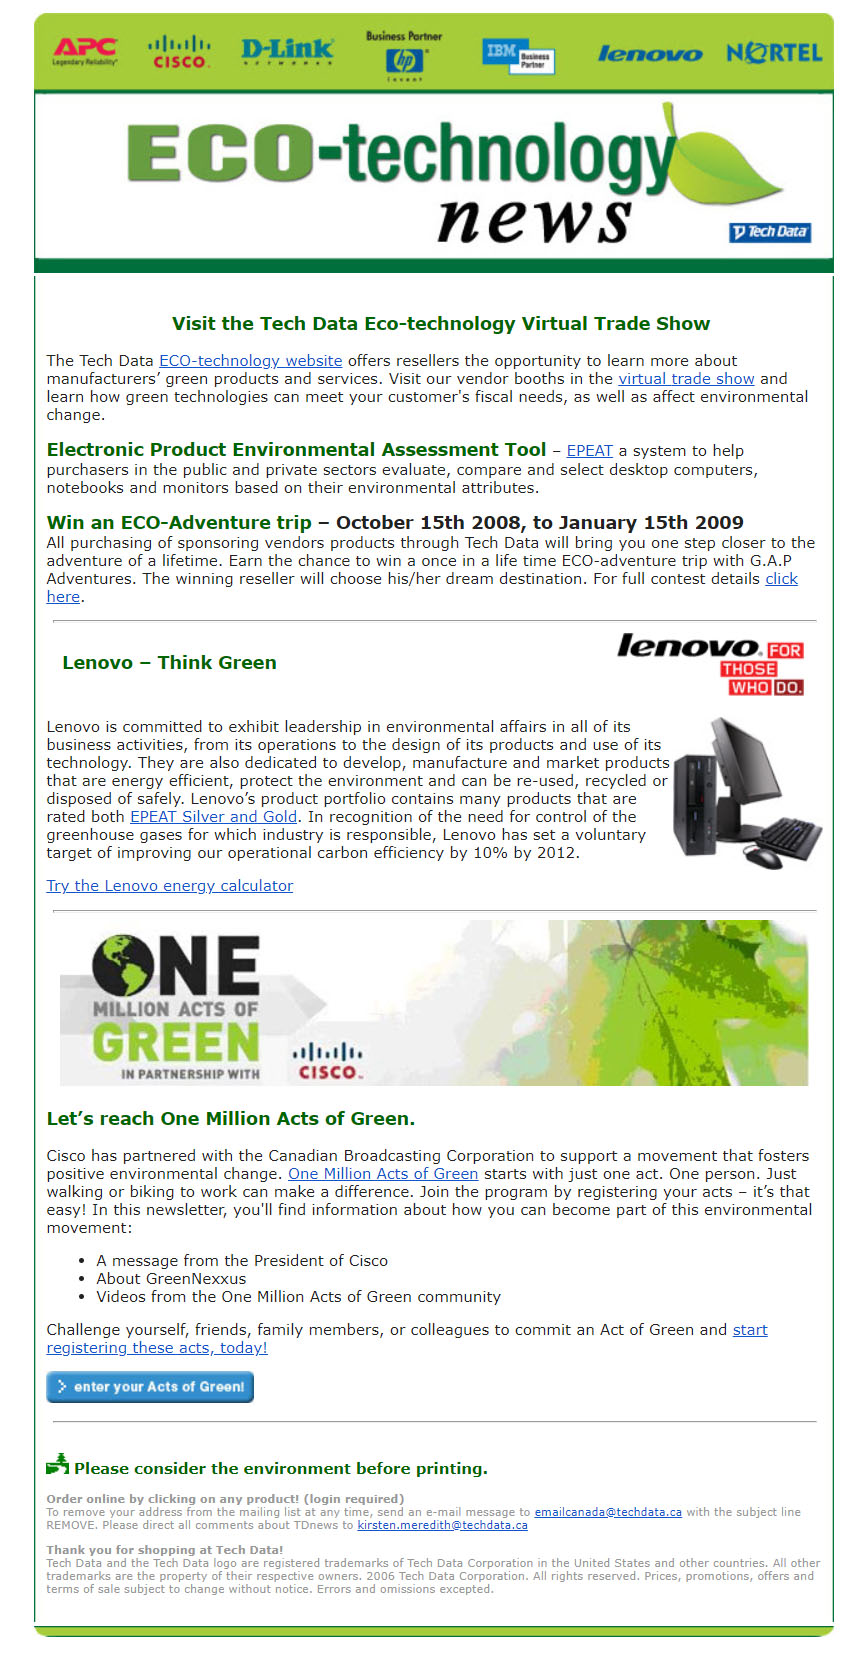 APC
Legendary Reliability®
CISCO
D-Link
NETWORKS
Business Partner
hp
invent
IBM
Business
Partner
lenovo
NORTEL
ECO-technology
news
Tech Data
Visit the Tech Data Eco-technology Virtual Trade Show
The Tech Data ECO-technology website offers resellers the opportunity to learn more about
manufacturers’ green products and services. Visit our vendor booths in the virtual trade show and
learn how green technologies can meet your customer's fiscal needs, as well as affect environmental
change.
Electronic Product Environmental Assessment Tool – EPEAT a system to help
purchasers in the public and private sectors evaluate, compare and select desktop computers,
notebooks and monitors based on their environmental attributes.
Win an ECO-Adventure trip – October 15th 2008, to January 15th 2009
All purchasing of sponsoring vendors products through Tech Data will bring you one step closer to the
adventure of a lifetime. Earn the chance to win a once in a life time ECO-adventure trip with G.A.P
Adventures. The winning reseller will choose his/her dream destination. For full contest details click
here.
Lenovo – Think Green
lenovo® FOR
THOSE
WHO DO.
Lenovo is committed to exhibit leadership in environmental affairs in all of its
business activities, from its operations to the design of its products and use of its
technology. They are also dedicated to develop, manufacture and market products
that are energy efficient, protect the environment and can be re-used, recycled or
disposed of safely. Lenovo’s product portfolio contains many products that are
rated both EPEAT Silver and Gold. In recognition of the need for control of the
greenhouse gases for which industry is responsible, Lenovo has set a voluntary
target of improving our operational carbon efficiency by 10% by 2012.
Try the Lenovo energy calculator
ONE
MILLION ACTS OF
GREEN
IN PARTNERSHIP WITH
CISCO
Let’s reach One Million Acts of Green.
Cisco has partnered with the Canadian Broadcasting Corporation to support a movement that fosters
positive environmental change. One Million Acts of Green starts with just one act. One person. Just
walking or biking to work can make a difference. Join the program by registering your acts – it’s that
easy! In this newsletter, you'll find information about how you can become part of this environmental
movement:
• A message from the President of Cisco
• About GreenNexxus
• Videos from the One Million Acts of Green community
Challenge yourself, friends, family members, or colleagues to commit an Act of Green and start
registering these acts, today!
enter your Acts of Green!
Please consider the environment before printing.
Order online by clicking on any product! (login required)
To remove your address from the mailing list at any time, send an e-mail message to emailcanada@techdata.ca with the subject line
REMOVE. Please direct all comments about TDnews to kirsten.meredith@techdata.ca
Thank you for shopping at Tech Data!
Tech Data and the Tech Data logo are registered trademarks of Tech Data Corporation in the United States and other countries. All other
trademarks are the property of their respective owners. 2006 Tech Data Corporation. All rights reserved. Prices, promotions, offers and
terms of sale subject to change without notice. Errors and omissions excepted.